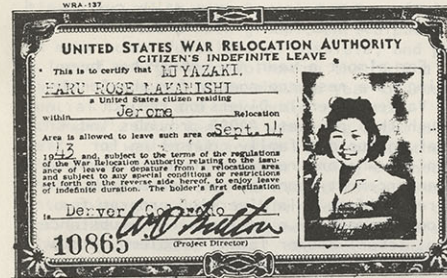 WRA-137
UNITED STATES WAR RELOCATION AUTHORITY
CITIZEN'S INDEFINITE LEAVE
This is to certify that MIYAZAKI,
HARU ROSE NAKANISHI
a United States citizen residing
within Jerome Relocation
Area is allowed to leave such area on Sept. 14
1943 and, subject to the terms of the regulations
of the War Relocation Authority relating to the issu-
ance of leave for depature from a relocation area
and subject to any special conditions or restrictions
set forth on the reverse side hereof, to enjoy leave
of indefinite duration. The holder's first destination
is Denver, Colorado
10865
(Project Director)